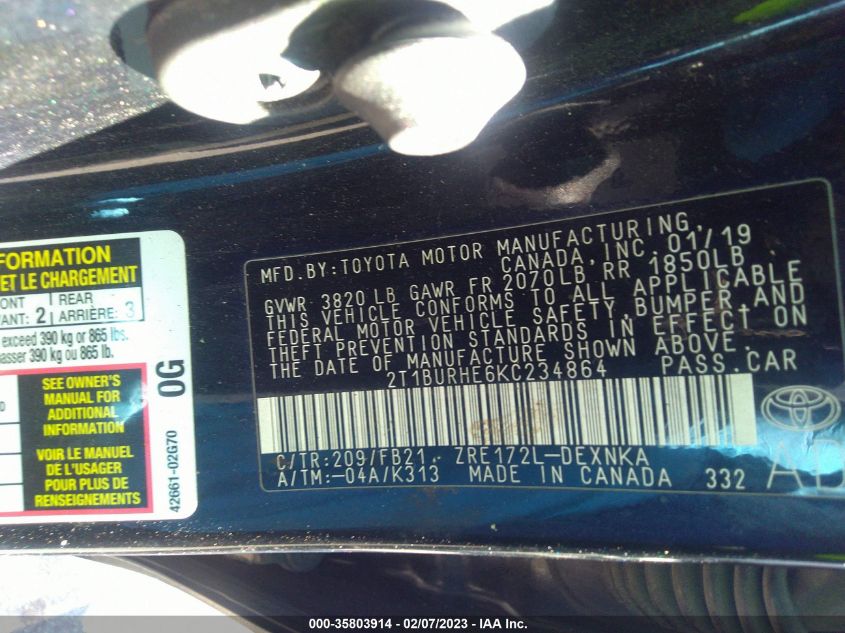 FORMATION
ET LE CHARGEMENT
ONT
ANT: 2
REAR
ARRIÈRE: 3
exceed 390 kg or 865 lbs.
asser 390 kg ou 865 lb.
SEE OWNER'S
MANUAL FOR
ADDITIONAL
INFORMATION
VOIR LE MANUEL
DE L'USAGER
POUR PLUS DE
RENSEIGNEMENTS
0G
42661-02G70
MFD.BY:TOYOTA MOTOR MANUFACTURING,
CANADA,INC.01/19
GVWR 3820 LB GAWR FR 2070LB RR 1850LB
THIS VEHICLE CONFORMS TO ALL APPLICABLE
FEDERAL MOTOR VEHICLE SAFETY,BUMPER,AND
THEFT PREVENTION STANDARDS IN EFFECT ON
THE DATE OF MANUFACTURE SHOWN ABOVE.
2T1BURHE6KC234864 PASS.CAR
C/TR:209/FB21 ZRE172L-DEXNKA
A/TM:-04A/K313 MADE IN CANADA 332
AD
000-35803914 - 02/07/2023 - IAA Inc.